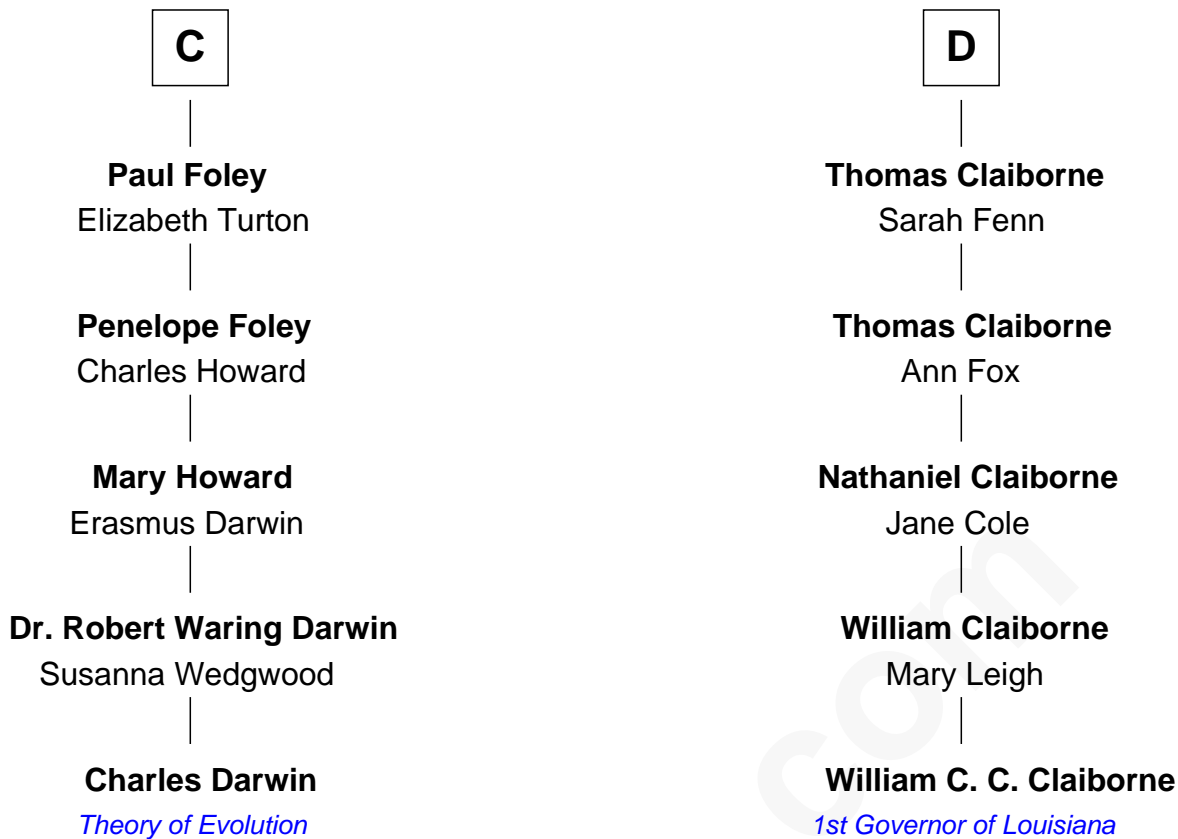 C
Paul Foley
Elizabeth Turton
Penelope Foley
Charles Howard
Mary Howard
Erasmus Darwin
Dr. Robert Waring Darwin
Susanna Wedgwood
Charles Darwin
Theory of Evolution
D
Thomas Claiborne
Sarah Fenn
Thomas Claiborne
Ann Fox
Nathaniel Claiborne
Jane Cole
William Claiborne
Mary Leigh
William C. C. Claiborne
1st Governor of Louisiana
com